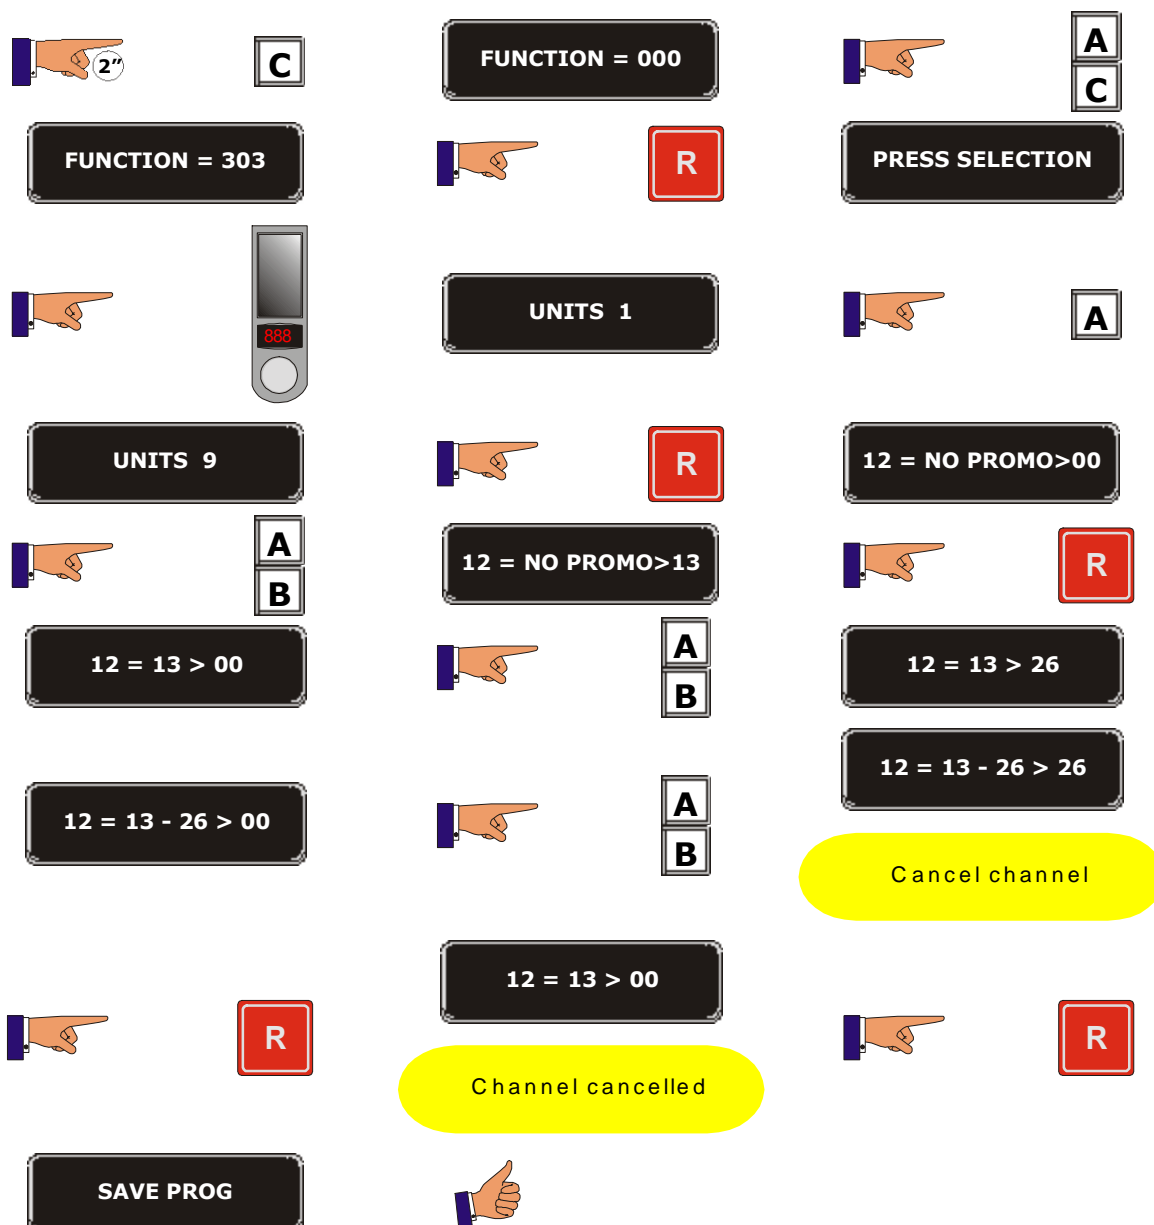 2”
C
FUNCTION = 000
A
C
FUNCTION = 303
R
PRESS SELECTION
888
UNITS 1
A
UNITS 9
R
12 = NO PROMO>00
A
B
12 = NO PROMO>13
R
12 = 13 > 00
A
B
12 = 13 > 26
12 = 13 - 26 > 00
A
B
12 = 13 - 26 > 26
Cancel channel
R
12 = 13 > 00
Channel cancelled
R
SAVE PROG